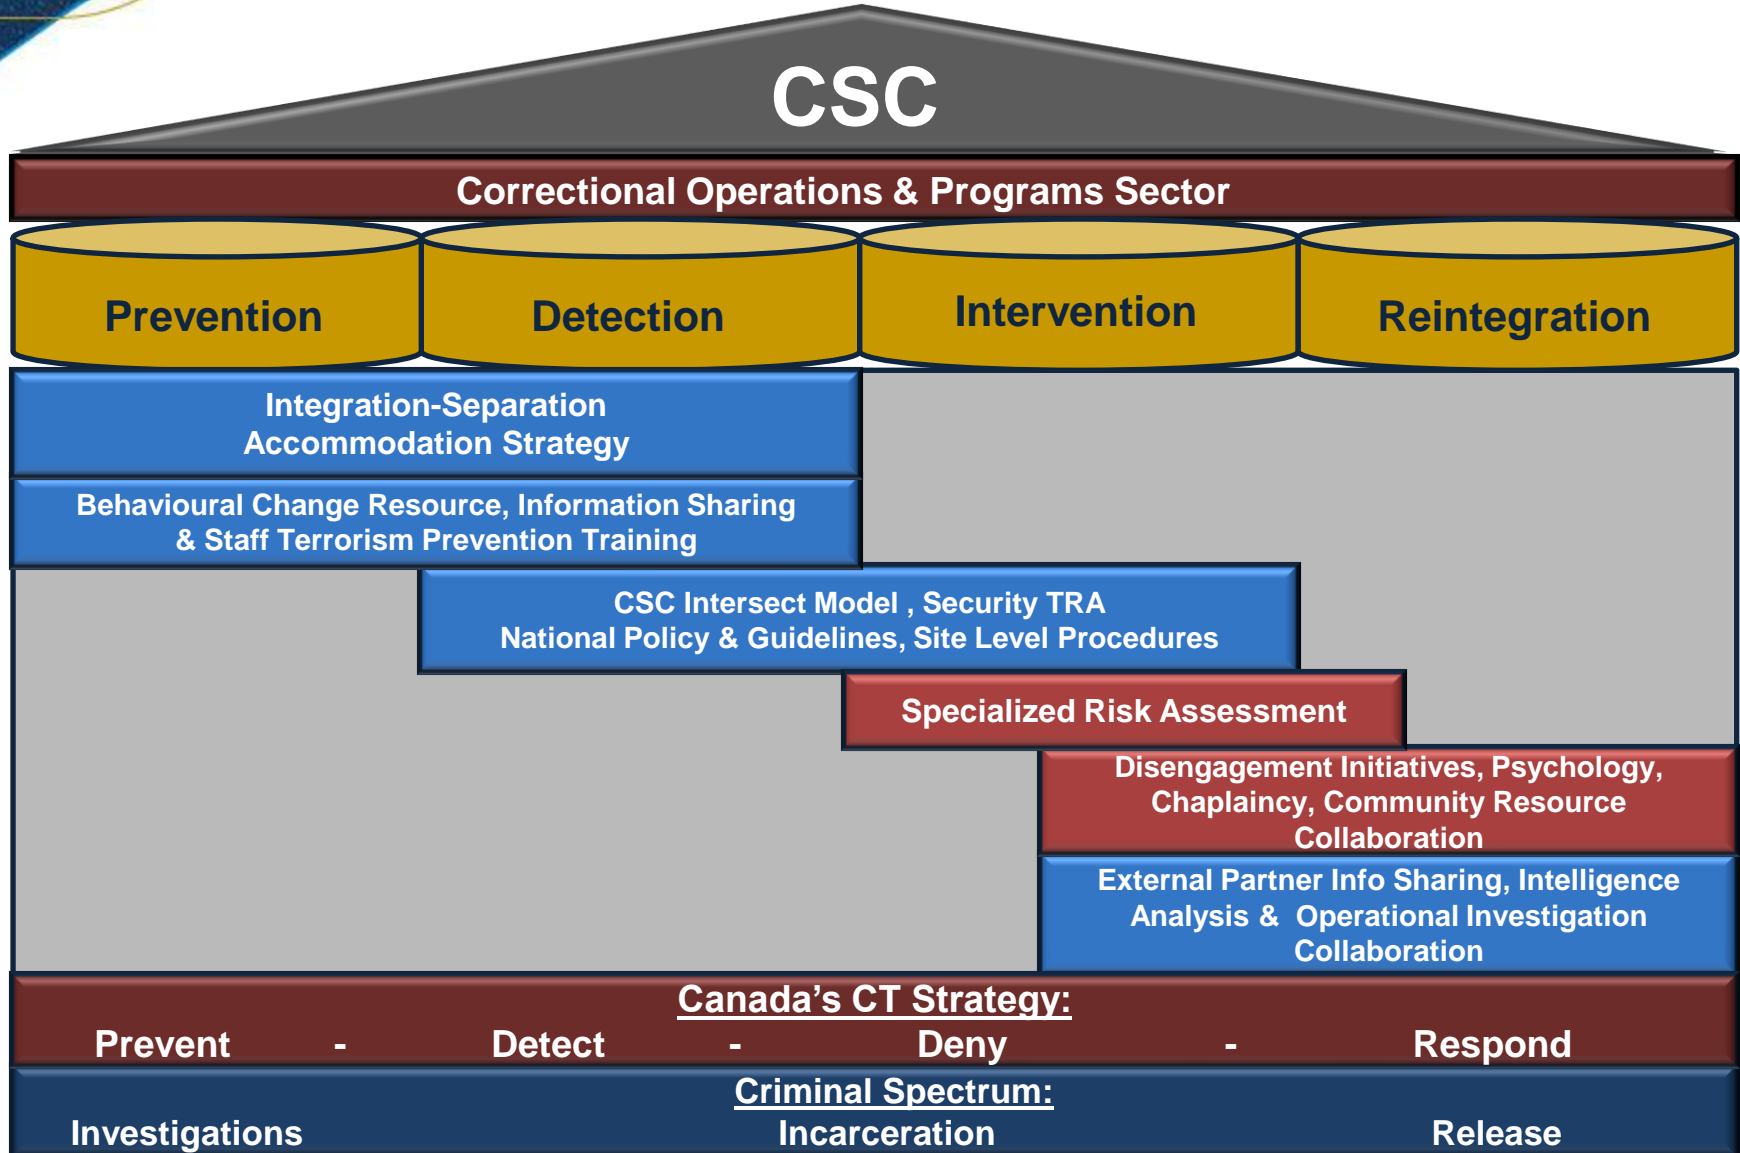 CSC
Correctional Operations & Programs Sector
Prevention
Detection
Intervention
Reintegration
Integration-Separation
Accommodation Strategy
Behavioural Change Resource, Information Sharing
& Staff Terrorism Prevention Training
CSC Intersect Model , Security TRA
National Policy & Guidelines, Site Level Procedures
Specialized Risk Assessment
Disengagement Initiatives, Psychology,
Chaplaincy, Community Resource
Collaboration
External Partner Info Sharing, Intelligence
Analysis & Operational Investigation
Collaboration
Canada’s CT Strategy:
Prevent - Detect - Deny - Respond
Criminal Spectrum:
Investigations Incarceration Release